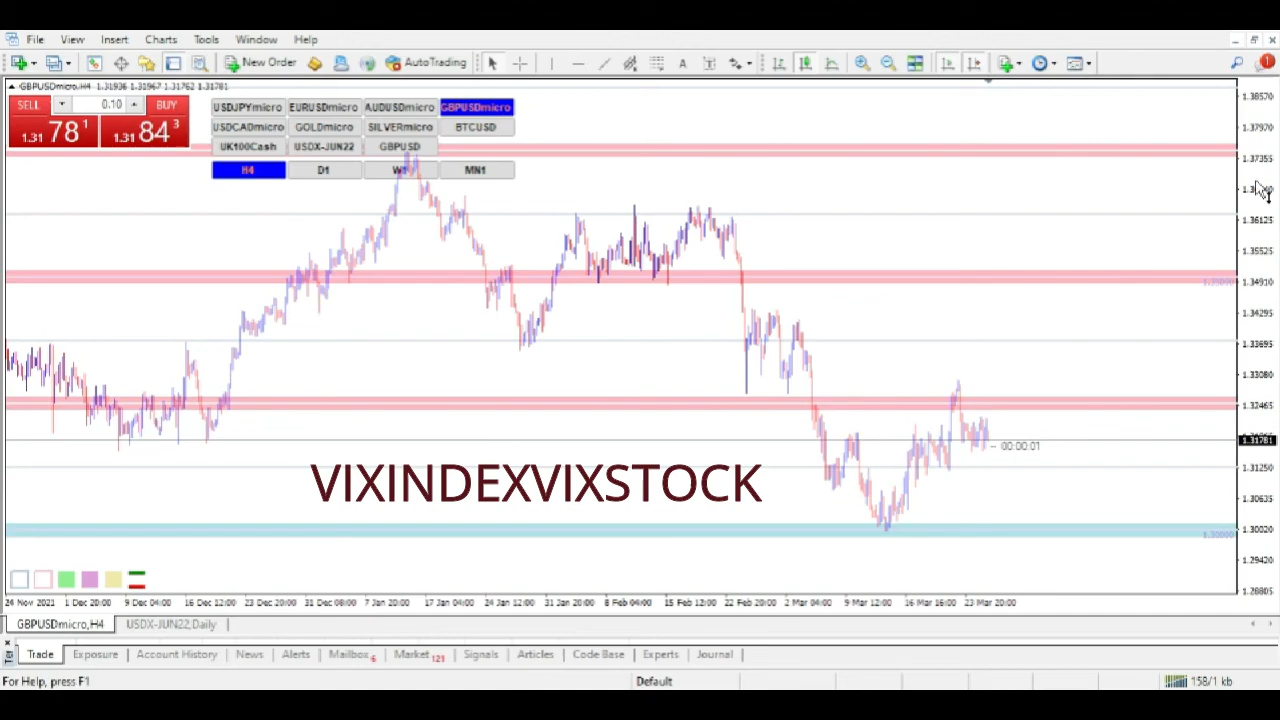 File View Insert Charts Tools Window Help
New Order AutoTrading 1
GBPUSDmicro,H4 1.31936 1.31967 1.31762 1.31781
SELL 0.10 BUY
1.31 78 1 1.31 84 3
USDJPYmicro EURUSDmicro AUDUSDmicro GBPUSDmicro
USDCADmicro GOLDmicro SILVERmicro BTCUSD
UK100Cash USDX-JUN22 GBPUSD
H4 D1 W1 MN1
1.38570
1.37970
1.37355
1.36125
1.35525
1.34910
1.34295
1.33695
1.33080
1.32465
1.31781
1.31250
1.30635
1.30020
1.29420
1.28805
00:00:01
VIXINDEXVIXSTOCK
26 Nov 2021 1 Dec 20:00 9 Dec 04:00 16 Dec 12:00 23 Dec 20:00 31 Dec 08:00 7 Jan 20:00 17 Jan 04:00 24 Jan 12:00 31 Jan 20:00 8 Feb 04:00 15 Feb 12:00 22 Feb 20:00 2 Mar 04:00 9 Mar 12:00 16 Mar 16:00 23 Mar 20:00
GBPUSDmicro,H4 USDX-JUN22,Daily
Trade Exposure Account History News Alerts Mailbox 6 Market 121 Signals Articles Code Base Experts Journal
For Help, press F1 Default 158/1 kb